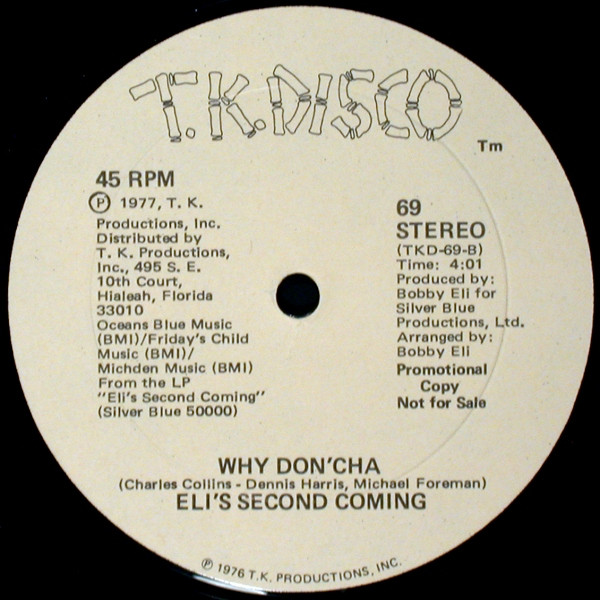 T.K. DISCO
Tm
45 RPM
Ⓟ 1977, T. K.
Productions, Inc.
Distributed by
T. K. Productions,
Inc., 495 S. E.
10th Court,
Hialeah, Florida
33010
Oceans Blue Music
(BMI)/Friday's Child
Music (BMI)/
Michden Music (BMI)
From the LP
"Eli's Second Coming"
(Silver Blue 50000)
69
STEREO
(TKD-69-B)
Time: 4:01
Produced by:
Bobby Eli for
Silver Blue
Productions, Ltd.
Arranged by:
Bobby Eli
Promotional
Copy
Not for Sale
WHY DON'CHA
(Charles Collins - Dennis Harris, Michael Foreman)
ELI'S SECOND COMING
Ⓟ 1976 T.K. PRODUCTIONS, INC.